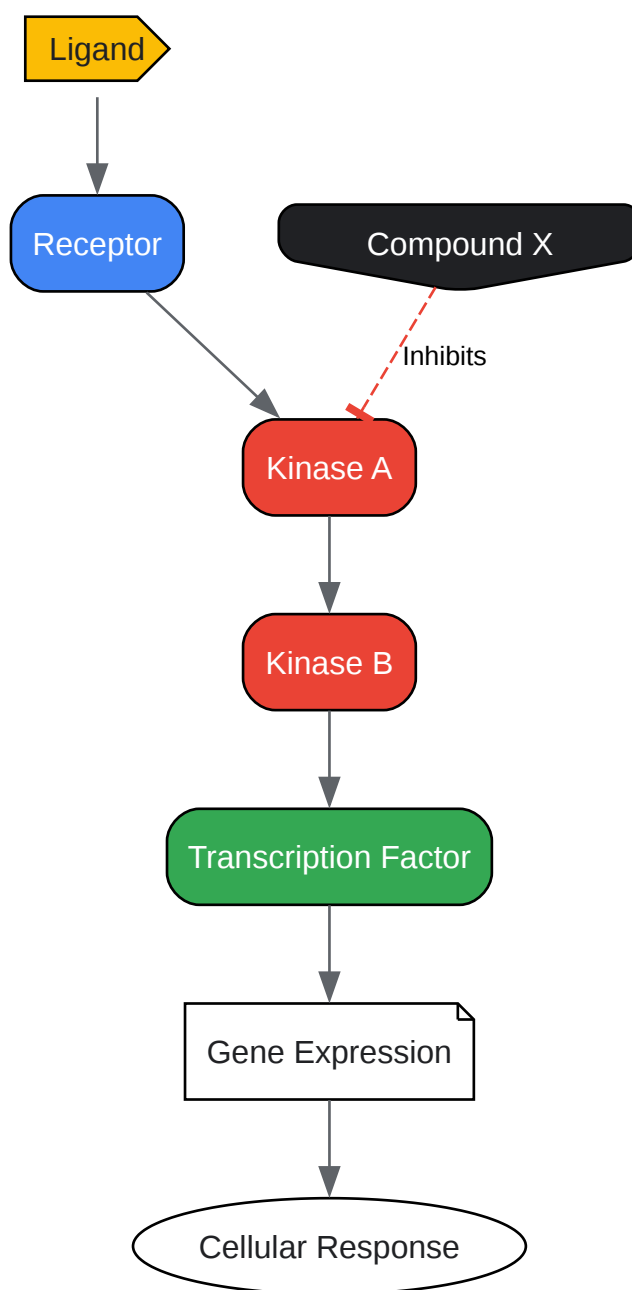 Ligand
Receptor
Compound X
Inhibits
Kinase A
Kinase B
Transcription Factor
Gene Expression
Cellular Response